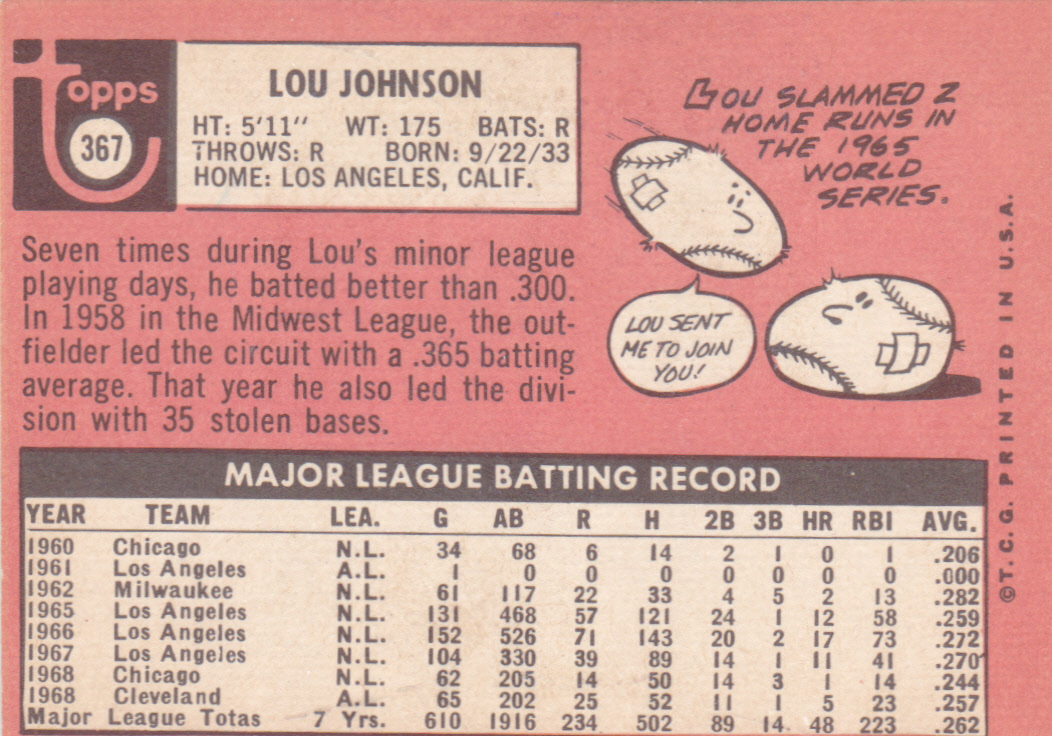 topps
367
LOU JOHNSON
HT: 5'11" WT: 175 BATS: R
THROWS: R BORN: 9/22/33
HOME: LOS ANGELES, CALIF.
LOU SLAMMED 2
HOME RUNS IN
THE 1965
WORLD
SERIES.
LOU SENT
ME TO JOIN
YOU!
Seven times during Lou's minor league
playing days, he batted better than .300.
In 1958 in the Midwest League, the out-
fielder led the circuit with a .365 batting
average. That year he also led the divi-
sion with 35 stolen bases.
MAJOR LEAGUE BATTING RECORD
YEAR TEAM LEA. G AB R H 2B 3B HR RBI AVG.
1960 Chicago N.L. 34 68 6 14 2 1 0 1 .206
1961 Los Angeles A.L. 1 0 0 0 0 0 0 0 .000
1962 Milwaukee N.L. 61 117 22 33 4 5 2 13 .282
1965 Los Angeles N.L. 131 468 57 121 24 1 12 58 .259
1966 Los Angeles N.L. 152 526 71 143 20 2 17 73 .272
1967 Los Angeles N.L. 104 330 39 89 14 1 11 41 .270
1968 Chicago N.L. 62 205 14 50 14 3 1 14 .244
1968 Cleveland A.L. 65 202 25 52 11 1 5 23 .257
Major League Totas 7 Yrs. 610 1916 234 502 89 14 48 223 .262
©T. C. G. PRINTED IN U.S.A.